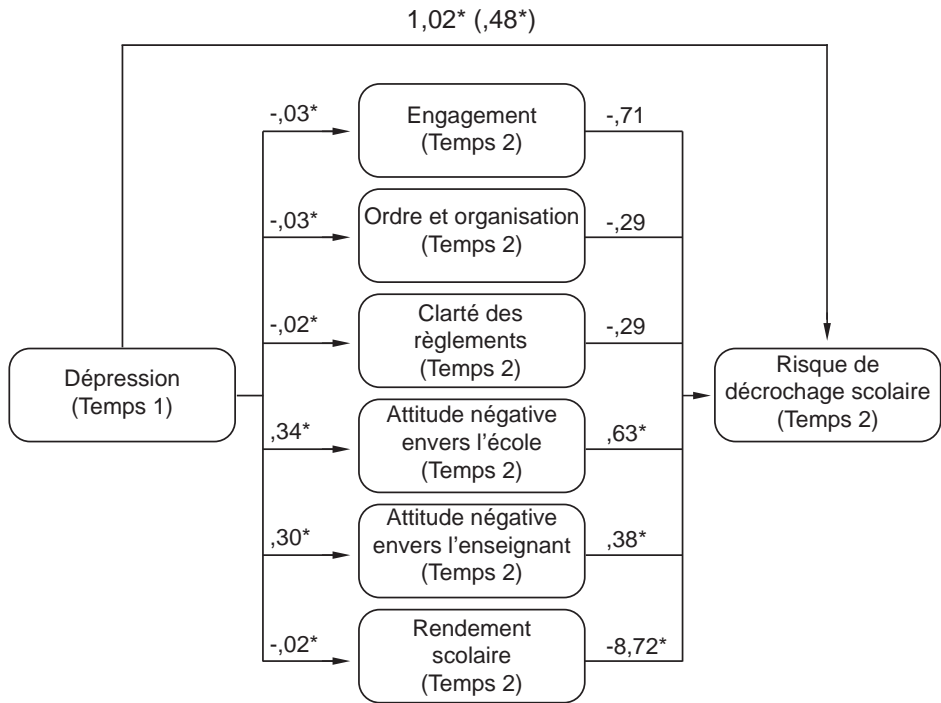 1,02* (,48*)
-,03*
Engagement
(Temps 2)
-,71
-,03*
Ordre et organisation
(Temps 2)
-,29
-,02*
Clarté des
règlements
(Temps 2)
-,29
Dépression
(Temps 1)
Risque de
décrochage scolaire
(Temps 2)
,34*
Attitude négative
envers l'école
(Temps 2)
,63*
,30*
Attitude négative
envers l'enseignant
(Temps 2)
,38*
-,02*
Rendement
scolaire
(Temps 2)
-8,72*